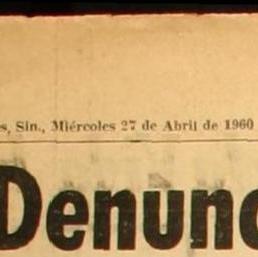 s, Sin., Miércoles 27 de Abril de 1960
Denunc